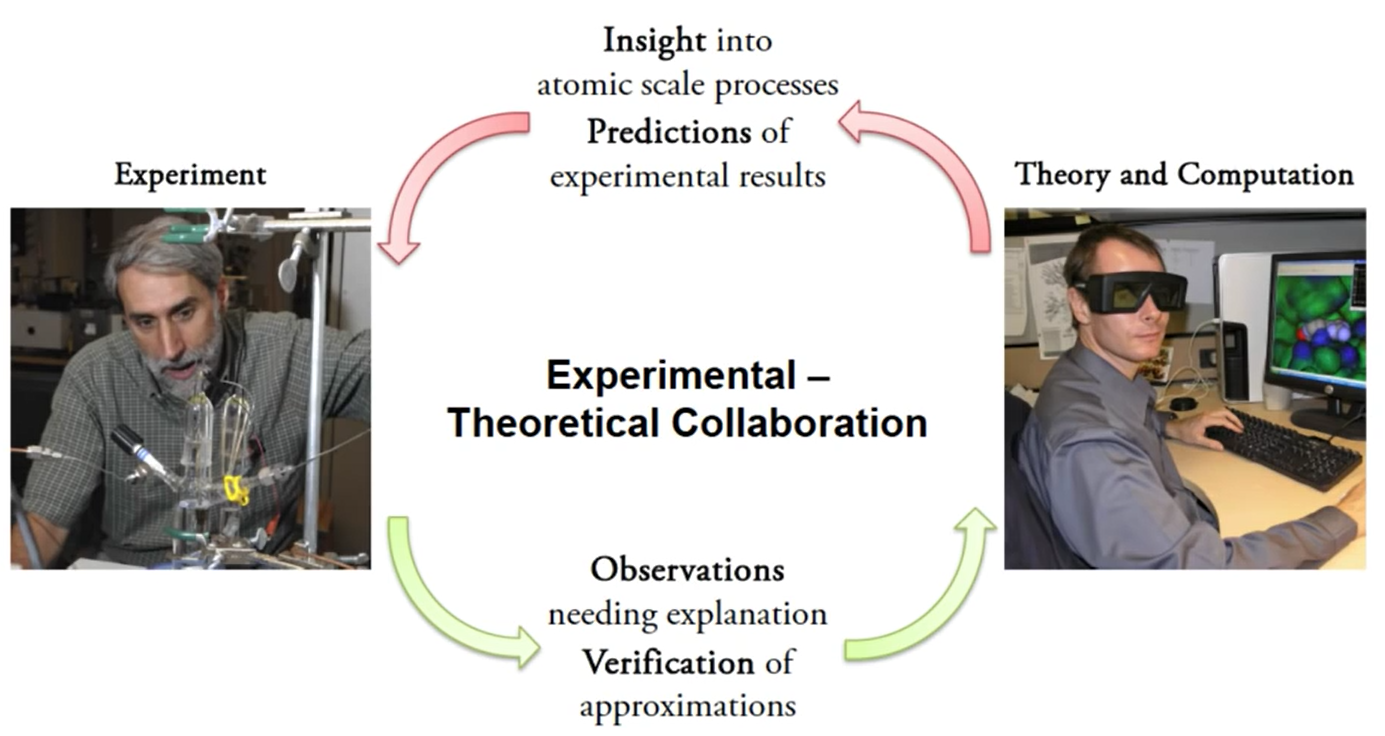 Insight into
atomic scale processes
Predictions of
experimental results
Experiment
Theory and Computation
Experimental –
Theoretical Collaboration
Observations
needing explanation
Verification of
approximations